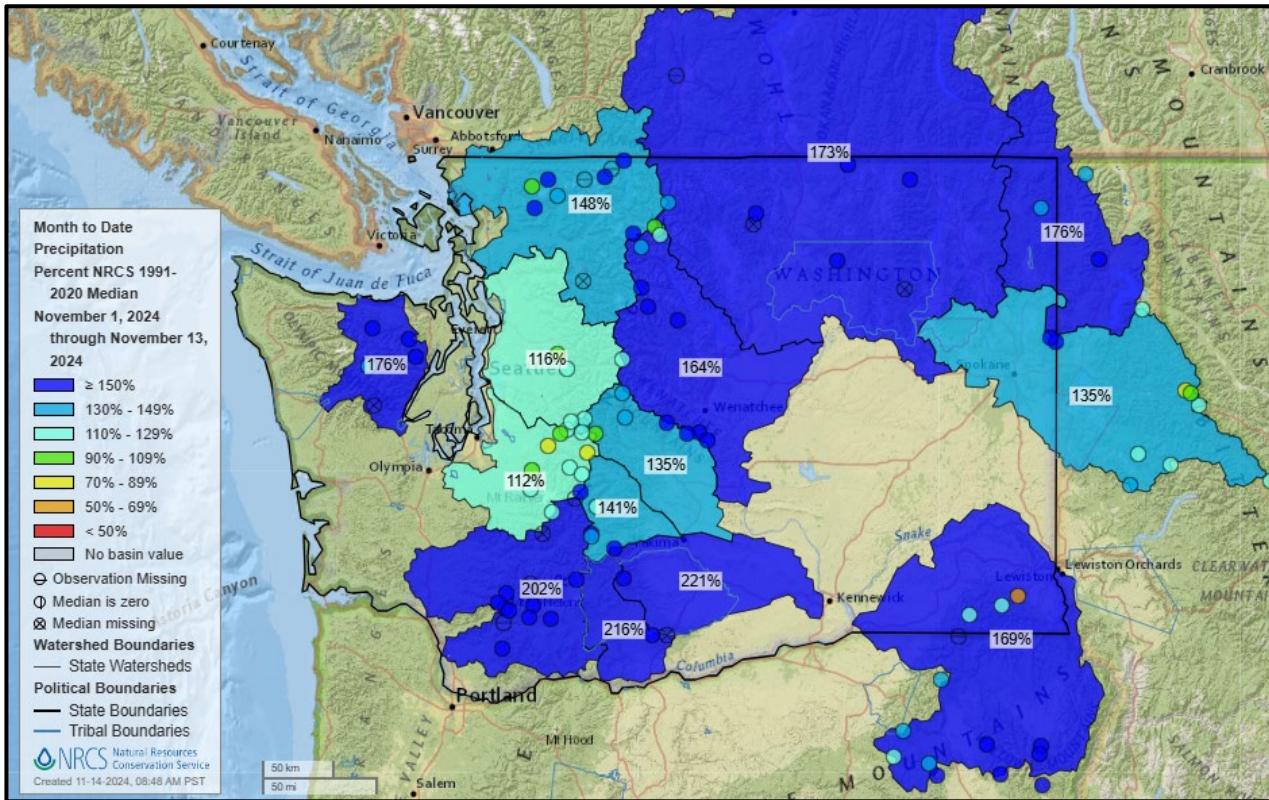 Courtenay
Cranbrook
Strait of Georgia
Vancouver
Vancouver
Island
Nanaimo
Surrey
Abbotsford
173%
148%
176%
Victoria
Strait of Juan de Fuca
WASHINGTON
Everett
176%
116%
Seattle
164%
Spokane
135%
Wenatchee
Tacoma
Olympia
135%
112%
Mt Rainier
141%
Yakima
Snake
Lewiston
Lewiston Orchards
202%
221%
Kennewick
216%
169%
Columbia
Portland
Mt Hood
VALLEY
Salem
Month to Date
Precipitation
Percent NRCS 1991-
2020 Median
November 1, 2024
through November 13,
2024
≥ 150%
130% - 149%
110% - 129%
90% - 109%
70% - 89%
50% - 69%
< 50%
No basin value
Observation Missing
Median is zero
Median missing
Watershed Boundaries
State Watersheds
Political Boundaries
State Boundaries
Tribal Boundaries
NRCS Natural Resources
Conservation Service
Created 11-14-2024, 08:48 AM PST
50 km
50 mi